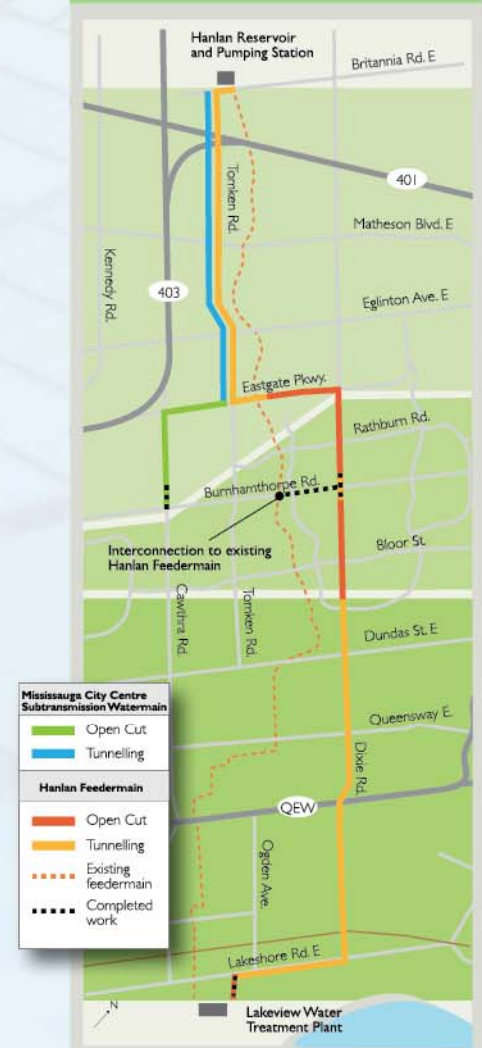 Hanlan Reservoir
and Pumping Station
Britannia Rd. E
401
Tomken Rd.
Matheson Blvd. E
Kennedy Rd.
403
Eglinton Ave. E
Eastgate Pkwy.
Rathburn Rd.
Burnhamthorpe Rd.
Bloor St.
Interconnection to existing
Hanlan Feedermain
Cawthra Rd.
Tomken Rd.
Dundas St. E
Mississauga City Centre
Subtransmission Watermain
Open Cut
Tunnelling
Hanlan Feedermain
Open Cut
Tunnelling
Existing
feedermain
Completed
work
Queensway E.
Dixie Rd.
QEW
Ogden Ave.
Lakeshore Rd. E
N
Lakeview Water
Treatment Plant